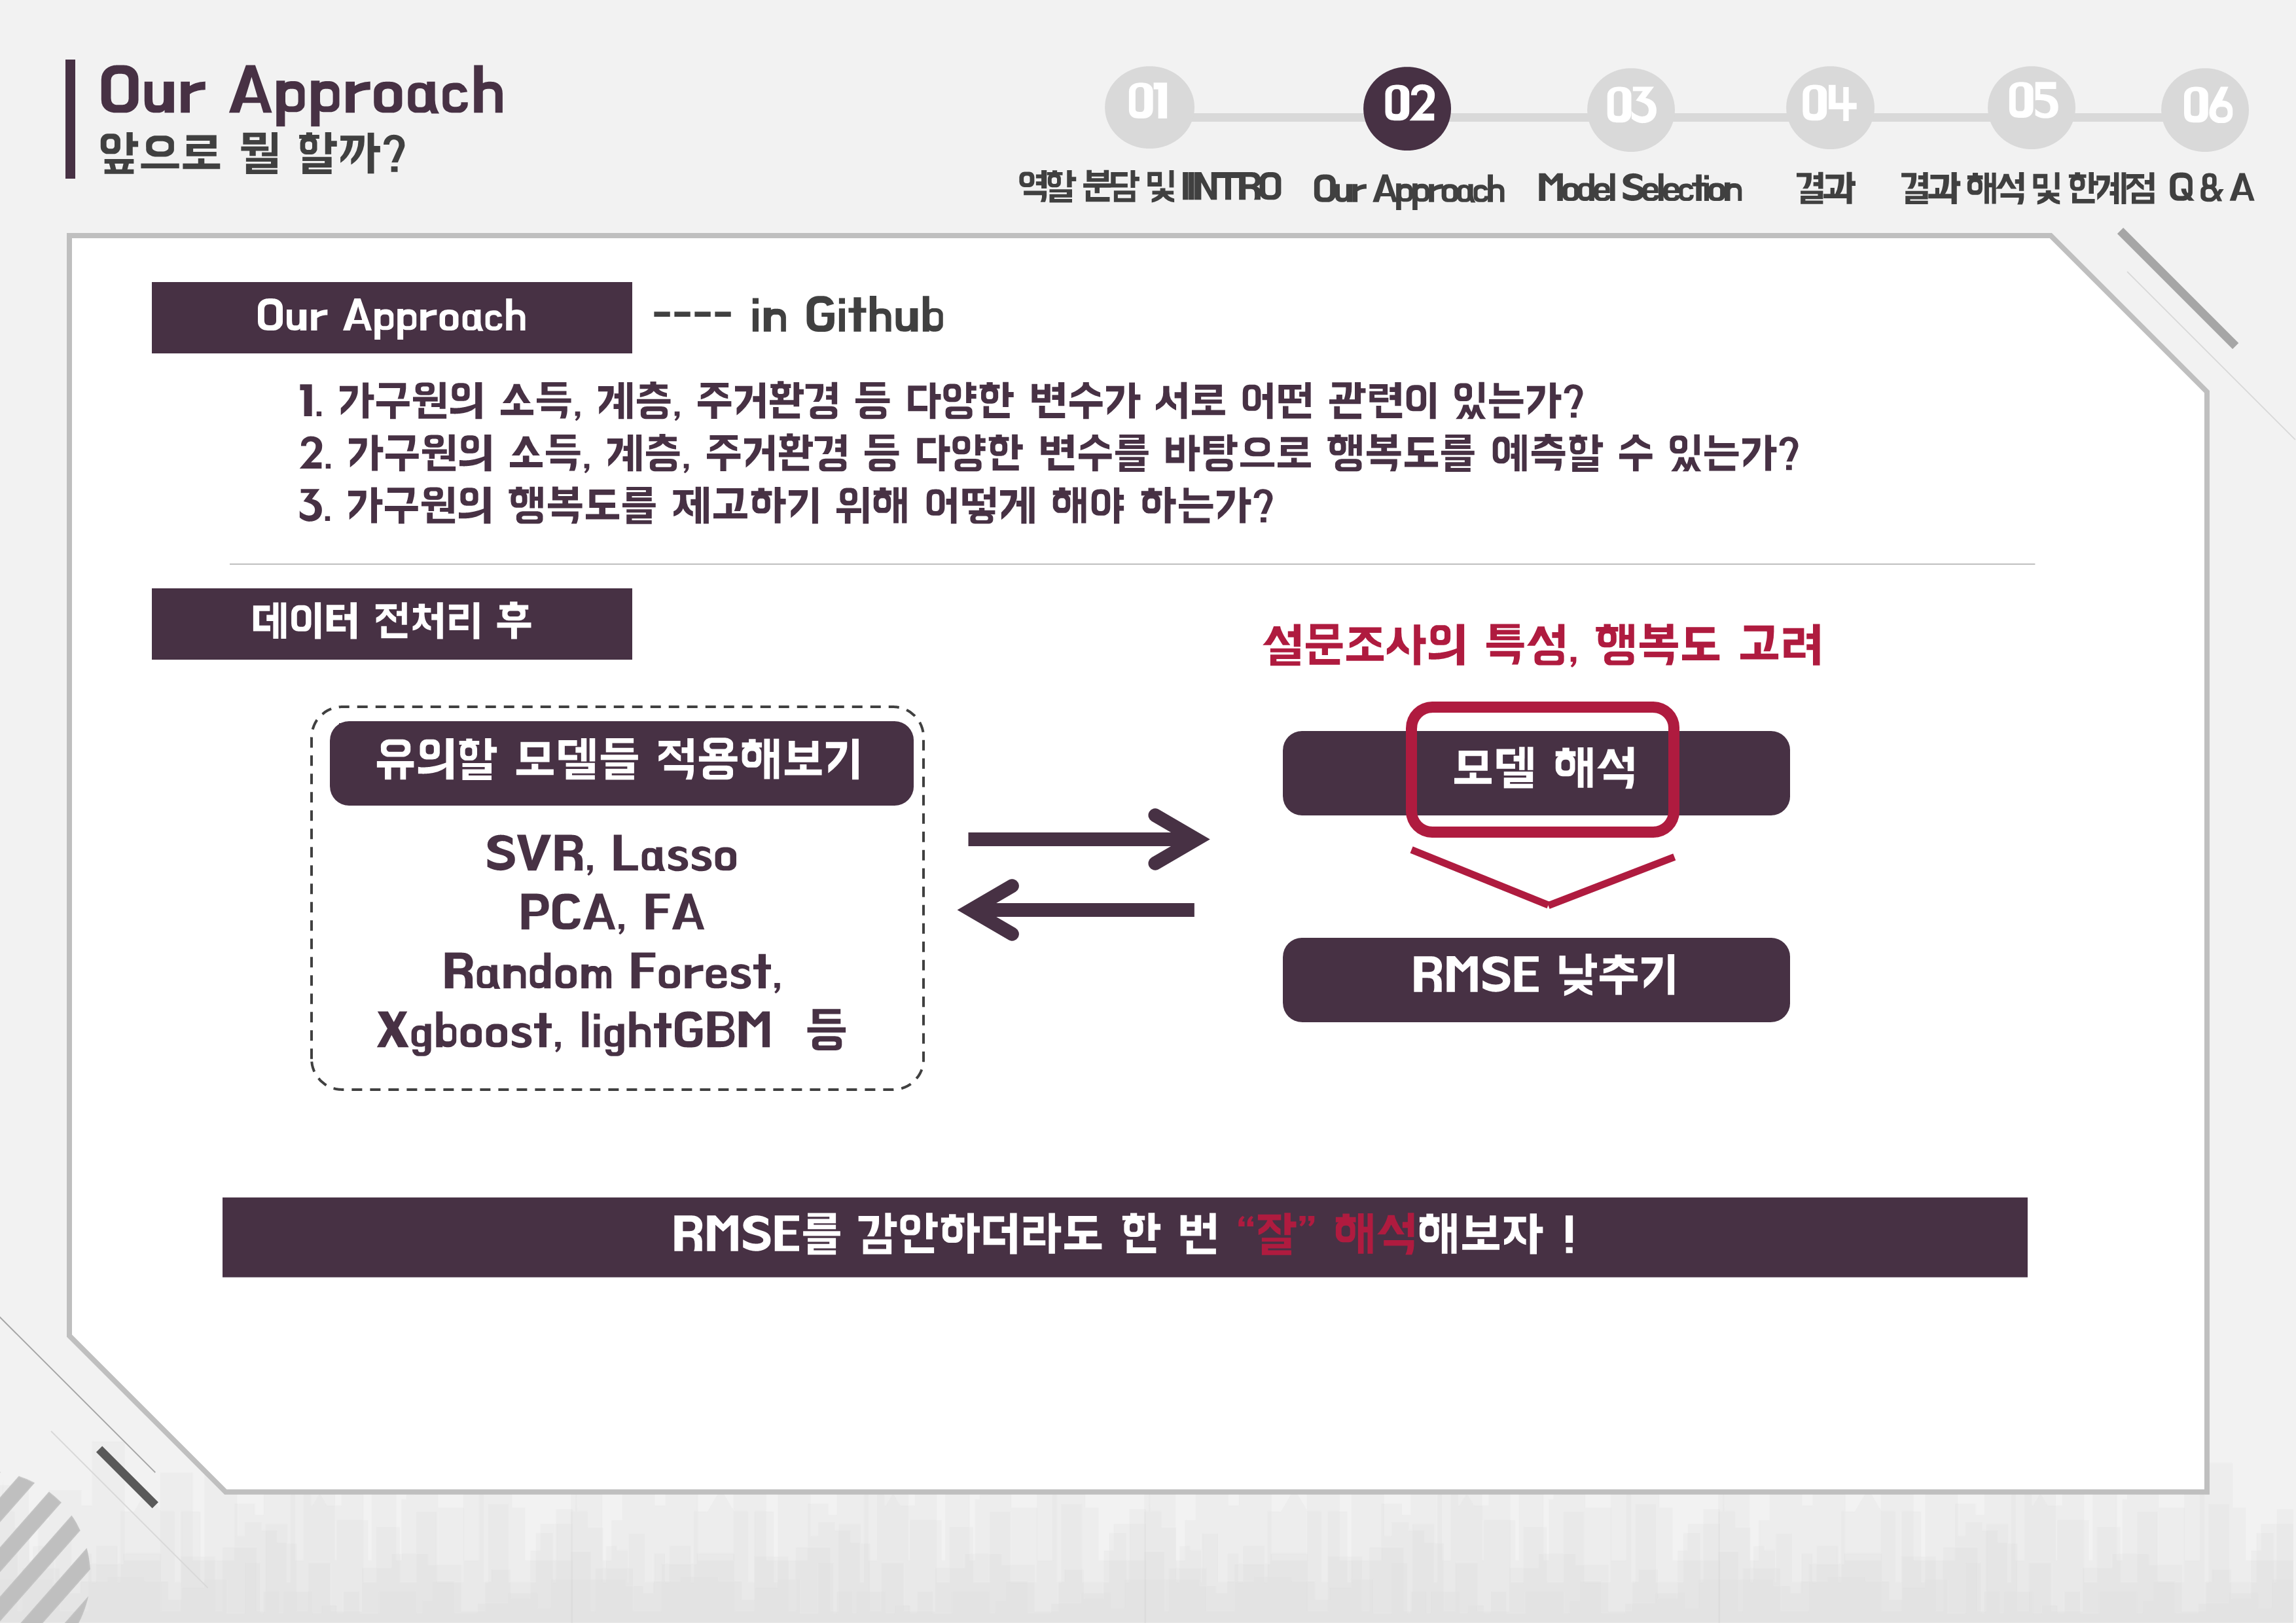 Our Approach
앞으로 뭘 할까?
01
02
03
04
05
06
역할 분담 및 IINTRO
Our Approach
Model Selection
결과
결과 해석 및 한계점
Q & A
Our Approach
---- in Github
1. 가구원의 소득, 계층, 주거환경 등 다양한 변수가 서로 어떤 관련이 있는가?
2. 가구원의 소득, 계층, 주거환경 등 다양한 변수를 바탕으로 행복도를 예측할 수 있는가?
3. 가구원의 행복도를 제고하기 위해 어떻게 해야 하는가?
데이터 전처리 후
설문조사의 특성, 행복도 고려
유의할 모델들 적용해보기
SVR, Lasso
PCA, FA
Random Forest,
Xgboost, lightGBM 등
모델 해석
RMSE 낮추기
RMSE를 감안하더라도 한 번 “잘” 해석해보자 !